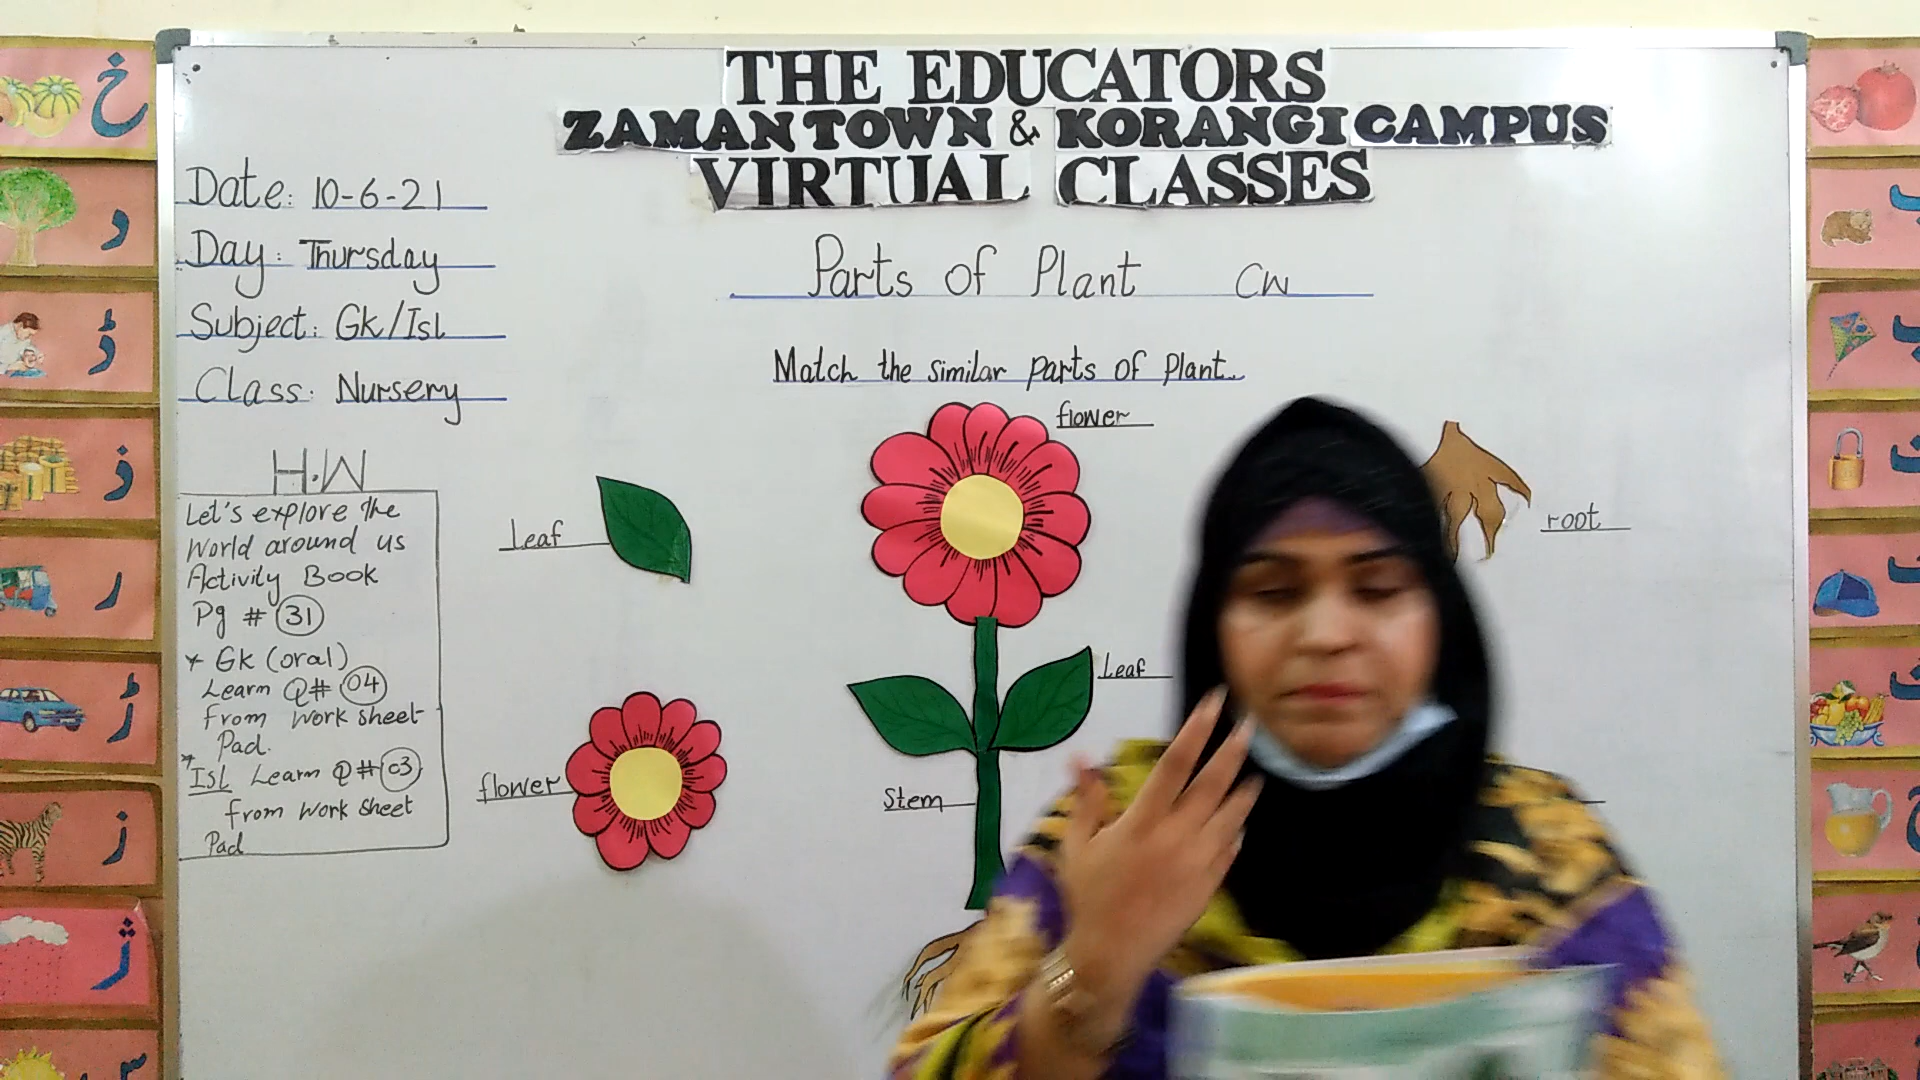 THE EDUCATORS
ZAMAN TOWN & KORANGI CAMPUS
VIRTUAL CLASSES
Date: 10-6-21
Day: Thursday
Subject: Gk/Isl
Class: Nursery
Parts of Plant CW
Match the similar parts of Plant.
H.W
Let's explore the
World around us
Activity Book
Pg # 31
* Gk (oral)
Learn Q# 04
from work sheet
Pad.
* Isl Learn Q# 03
from work sheet
Pad
Leaf
flower
flower
Leaf
Stem
root
خ
د
ڈ
ذ
ر
ڑ
ز
ژ